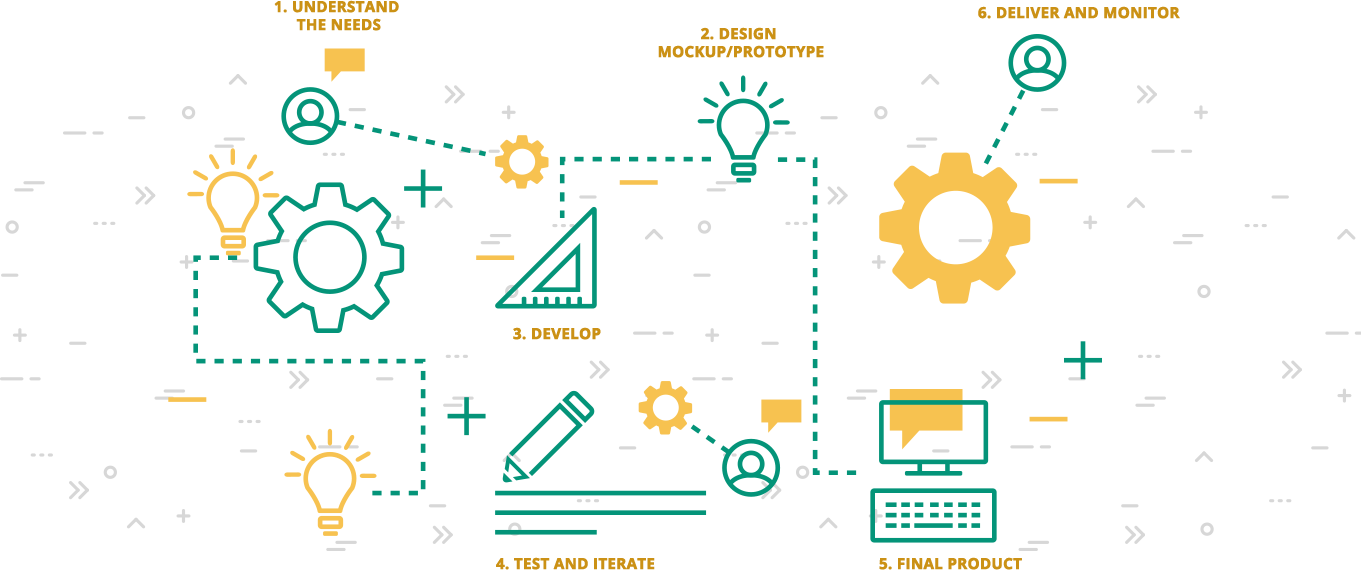 1. UNDERSTAND
THE NEEDS
2. DESIGN
MOCKUP/PROTOTYPE
3. DEVELOP
4. TEST AND ITERATE
5. FINAL PRODUCT
6. DELIVER AND MONITOR